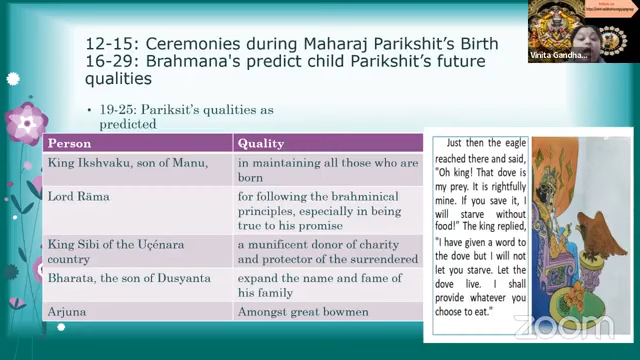 12-15: Ceremonies during Maharaj Parikshit’s Birth
16-29: Brahmana's predict child Parikshit’s future
qualities
• 19-25: Pariksit’s qualities as
predicted
Person Quality
King Ikshvaku, son of Manu, in maintaining all those who are
born
Lord Räma for following the brahminical
principles, especially in being
true to his promise
King Sibi of the Uçénara a munificent donor of charity
country and protector of the surrendered
Bharata, the son of Dusyanta expand the name and fame of
his family
Arjuna Amongst great bowmen
Just then the eagle
reached there and said,
"Oh king! That dove is
my prey. It is rightfully
mine. If you save it, I
will starve without
food!" The king replied,
"I have given a word to
the dove but I will not
let you starve. Let the
dove live. I shall
provide whatever you
choose to eat."
Vinita Gandha...
zoom